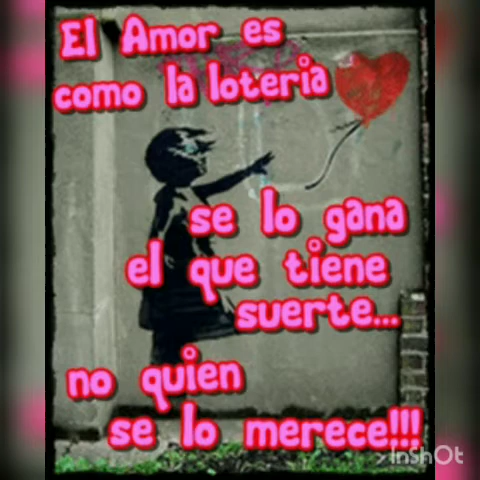 El Amor es
como la loteria
se lo gana
el que tiene
suerte...
no quien
se lo merece!!!
InShOt